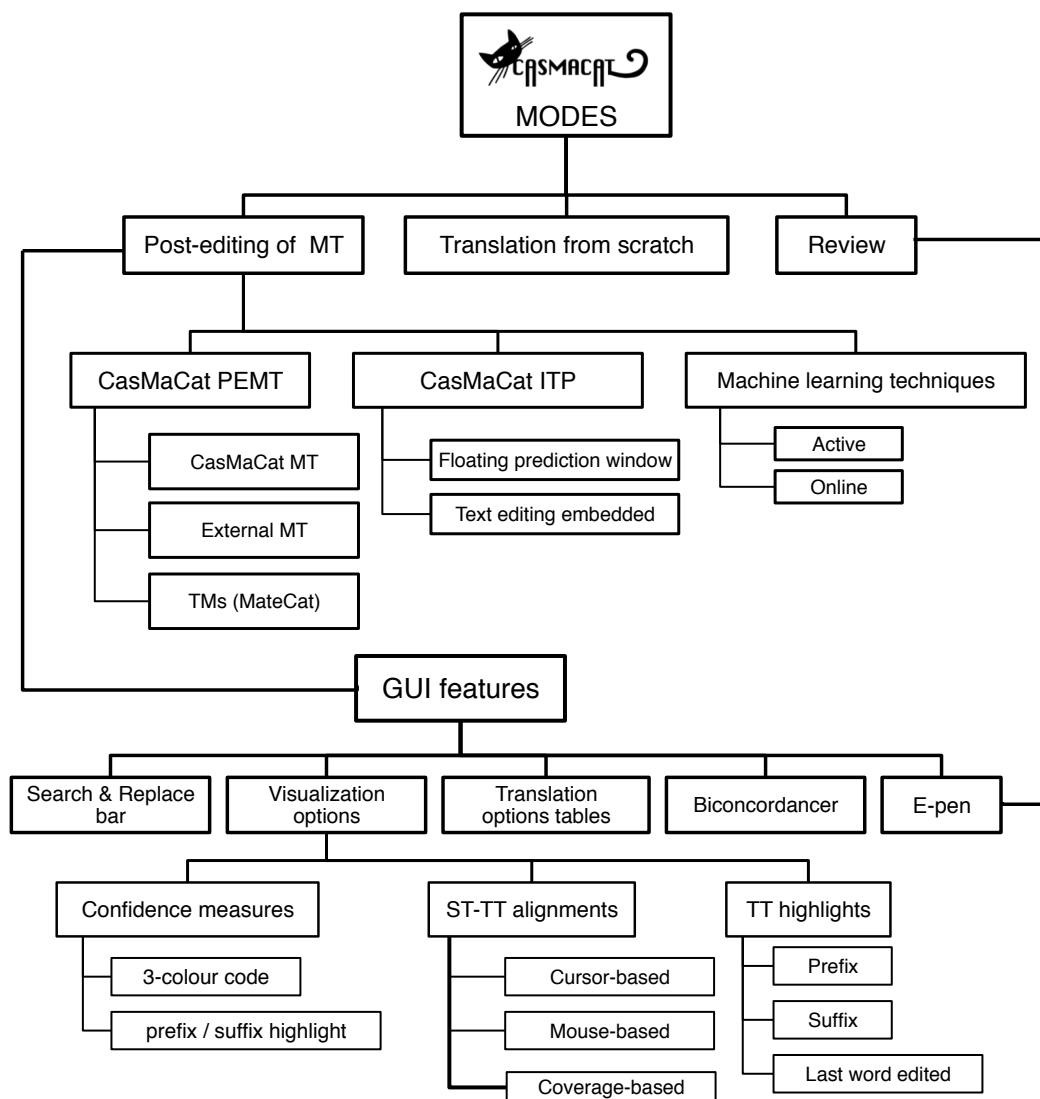 CASMACAT
MODES
Post-editing of MT
Translation from scratch
Review
CasMaCat PEMT
CasMaCat ITP
Machine learning techniques
CasMaCat MT
External MT
TMs (MateCat)
Floating prediction window
Text editing embedded
Active
Online
GUI features
Search & Replace
bar
Visualization
options
Translation
options tables
Biconcordancer
E-pen
Confidence measures
ST-TT alignments
TT highlights
3-colour code
prefix / suffix highlight
Cursor-based
Mouse-based
Coverage-based
Prefix
Suffix
Last word edited